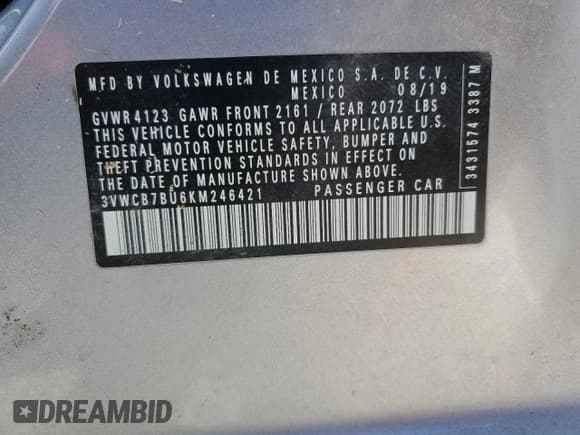 MFD BY VOLKSWAGEN DE MEXICO S.A. DE C.V.
MEXICO 08/19
GVWR 4123 GAWR FRONT 2161 / REAR 2072 LBS
THIS VEHICLE CONFORMS TO ALL APPLICABLE U.S.
FEDERAL MOTOR VEHICLE SAFETY, BUMPER AND
THEFT PREVENTION STANDARDS IN EFFECT ON
THE DATE OF MANUFACTURE SHOWN ABOVE.
3VWCB7BU6KM246421 PASSENGER CAR
3431574 3387 M
DREAMBID